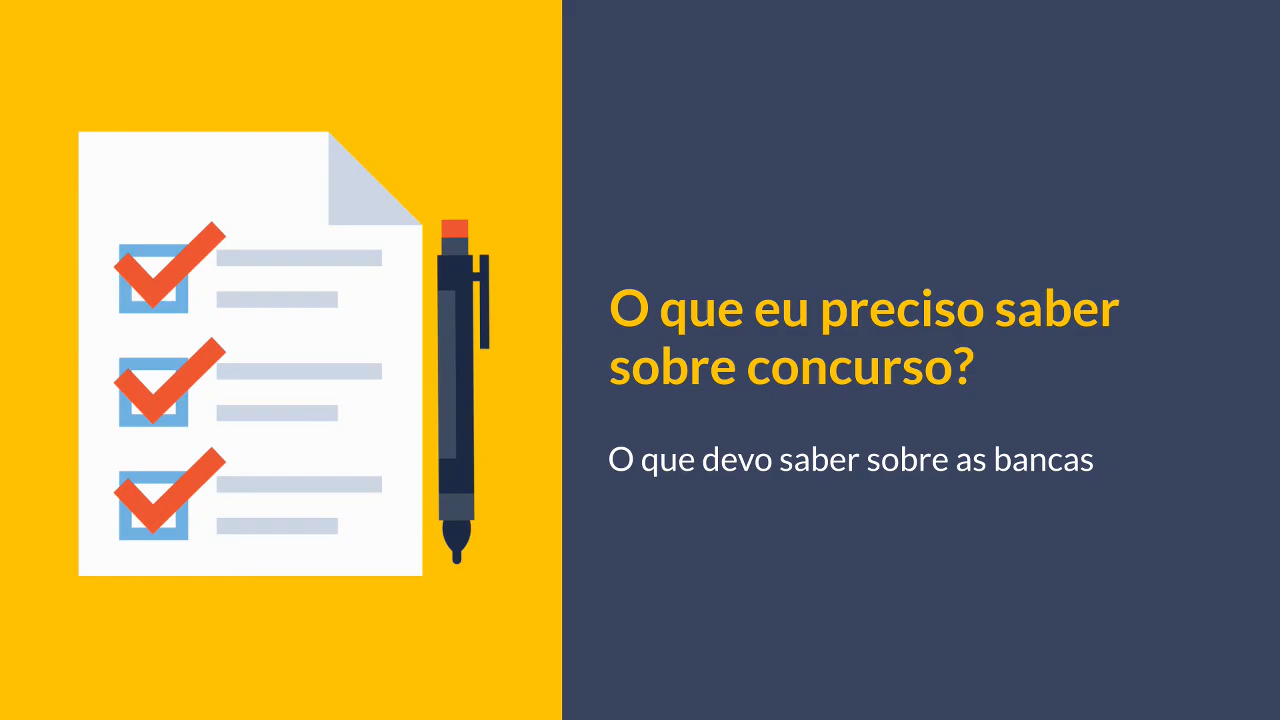 O que eu preciso saber
sobre concurso?
O que devo saber sobre as bancas